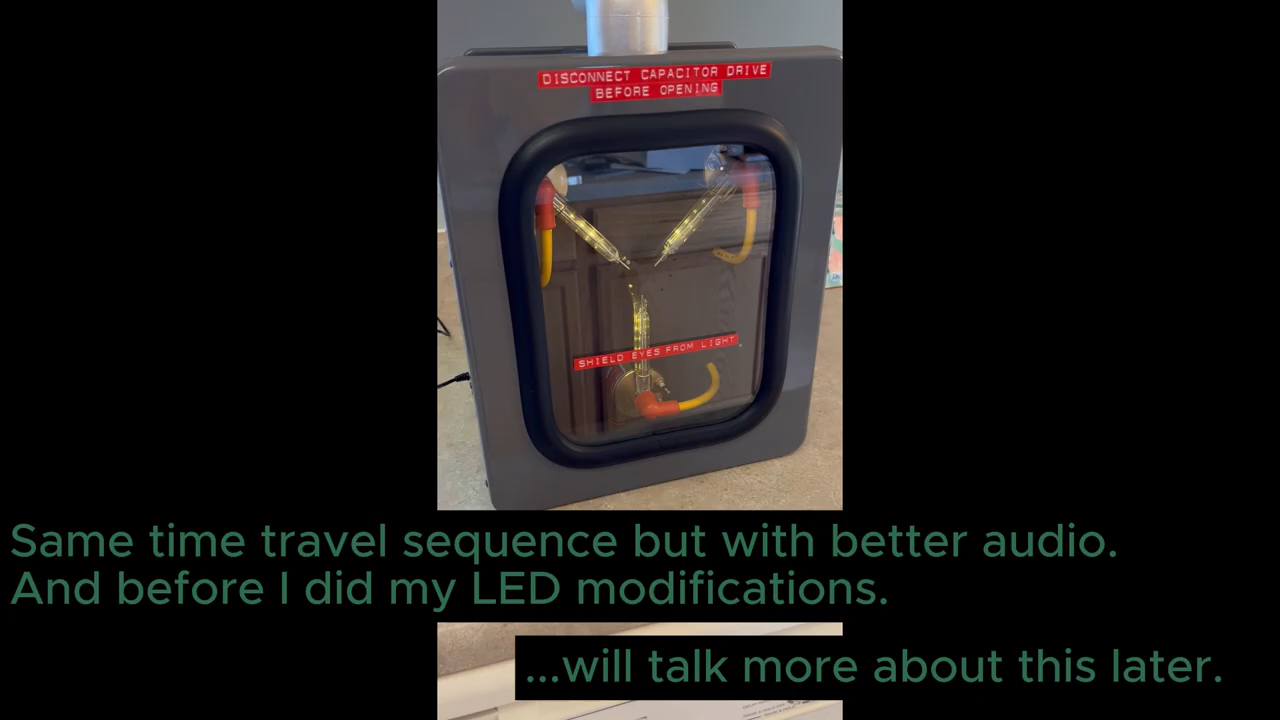 DISCONNECT CAPACITOR DRIVE
BEFORE OPENING
SHIELD EYES FROM LIGHT
Same time travel sequence but with better audio.
And before I did my LED modifications.
...will talk more about this later.